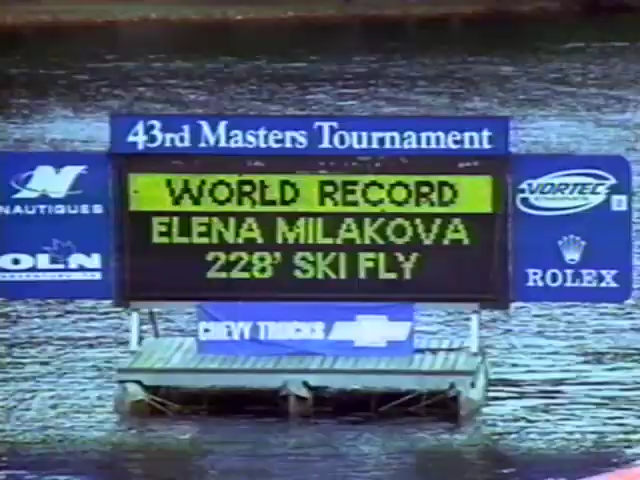 43rd Masters Tournament
WORLD RECORD
ELENA MILAKOVA
228' SKI FLY
NAUTIQUES
OLN
VORTEC
ROLEX
CHEVY TRUCKS